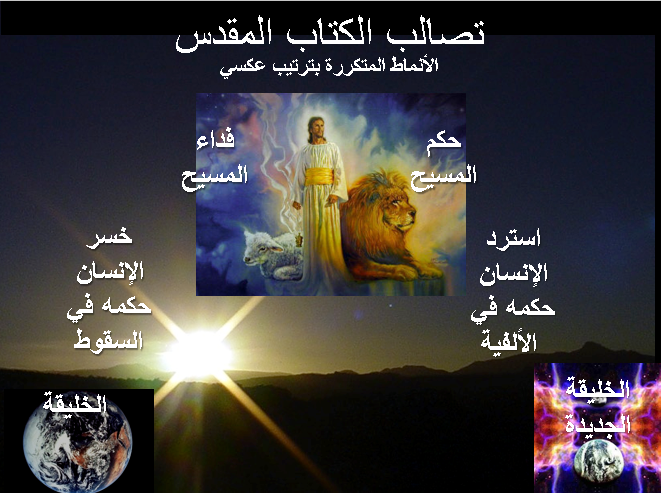 تصالب الكتاب المقدس
الأنماط المتكررة بترتيب عكسي
حكم
المسيح
فداء
المسيح
استرد
الإنسان
حكمه في
الألفية
خسر
الإنسان
حكمه في
السقوط
الخليقة
الجديدة
الخليقة